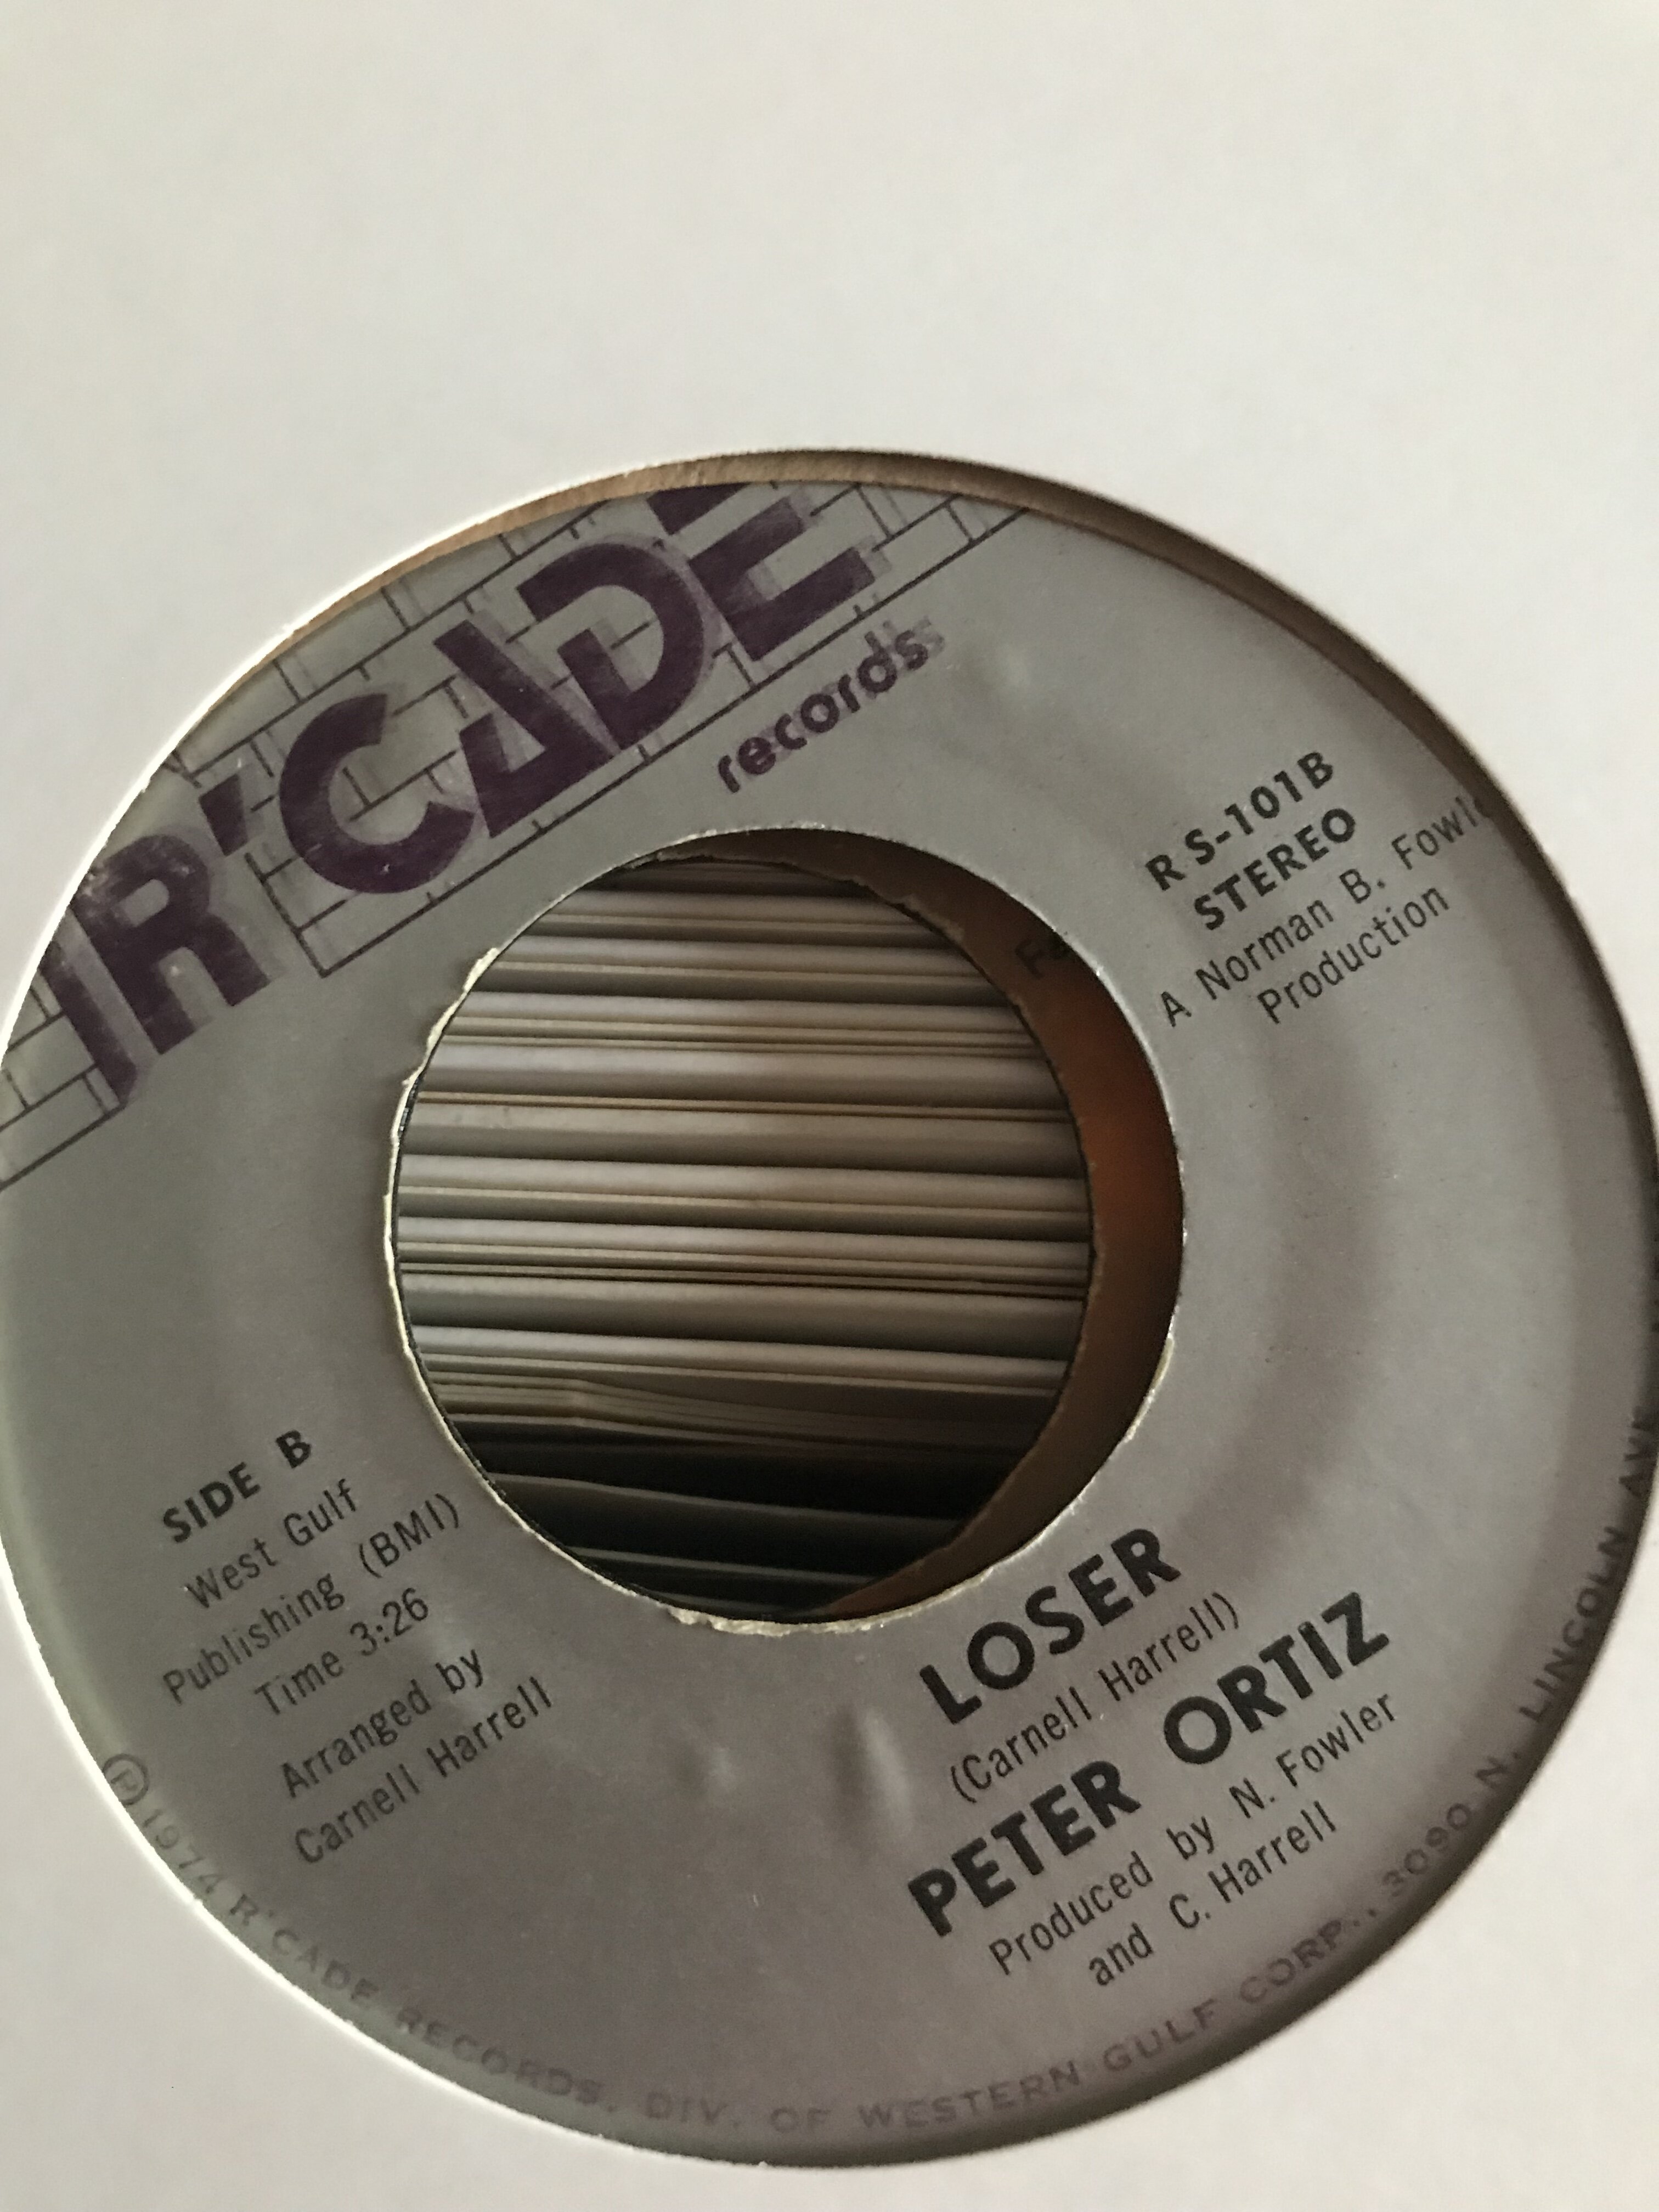 R'CADE
records
RS-101B
STEREO
A Norman B. Fowle
Production
SIDE B
West Gulf
Publishing (BMI)
Time 3:26
Arranged by
Carnell Harrell
LOSER
(Carnell Harrell)
PETER ORTIZ
Produced by N. Fowler
and C. Harrell
Ⓟ 1974 R'CADE RECORDS, DIV. OF WESTERN GULF CORP., 3090 N. LINCOLN AVE